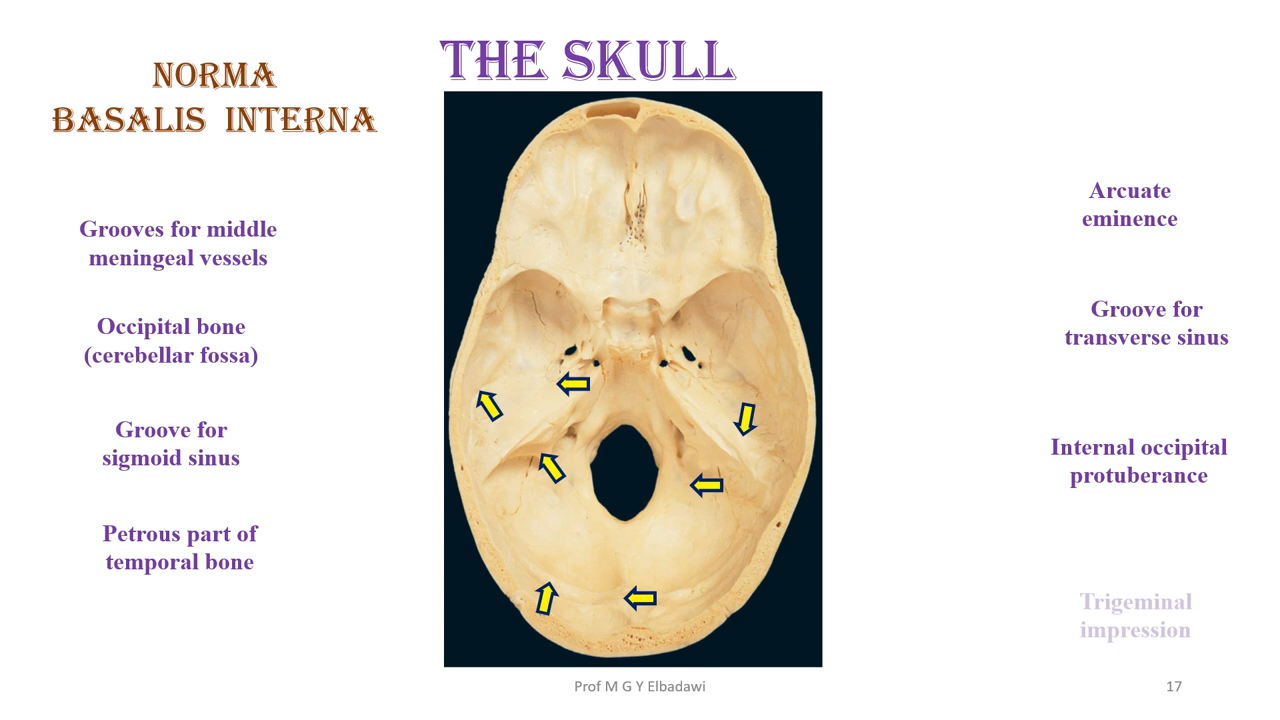 THE SKULL
NORMA
BASALIS INTERNA
Grooves for middle
meningeal vessels
Occipital bone
(cerebellar fossa)
Groove for
sigmoid sinus
Petrous part of
temporal bone
Arcuate
eminence
Groove for
transverse sinus
Internal occipital
protuberance
Trigeminal
impression
Prof M G Y Elbadawi
17